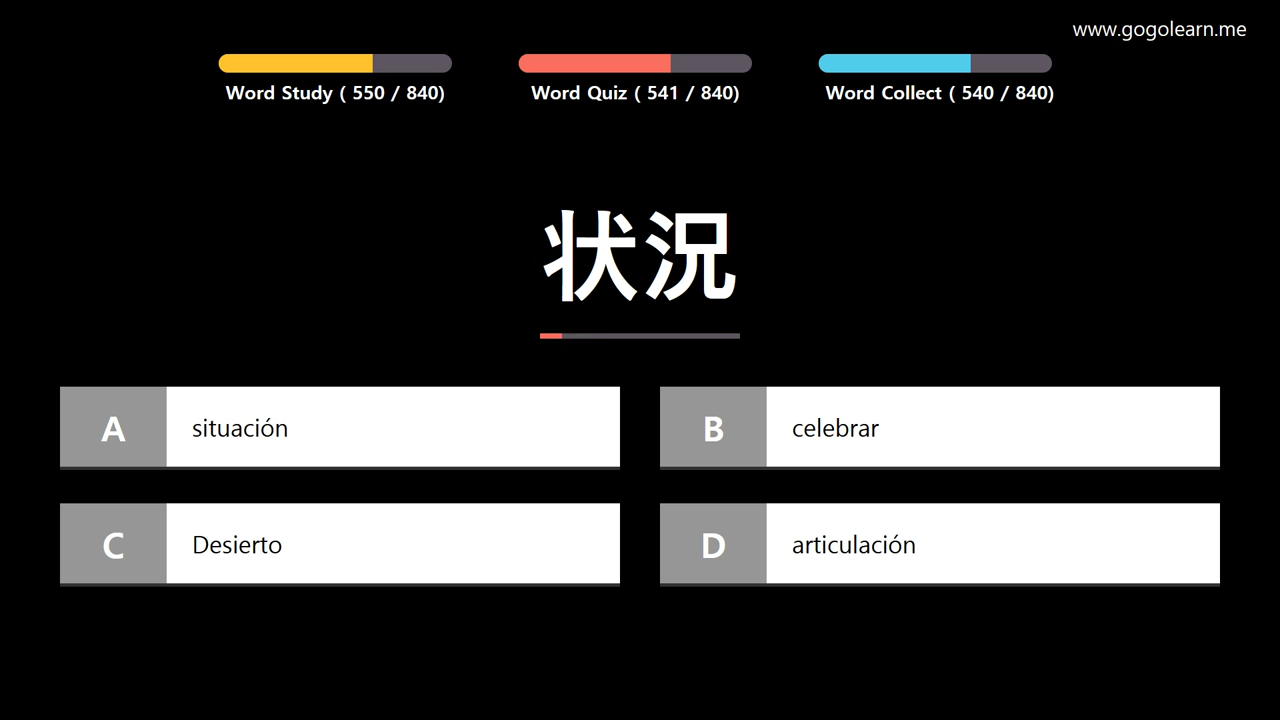 www.gogolearn.me
Word Study ( 550 / 840)
Word Quiz ( 541 / 840)
Word Collect ( 540 / 840)
状況
A situación
B celebrar
C Desierto
D articulación